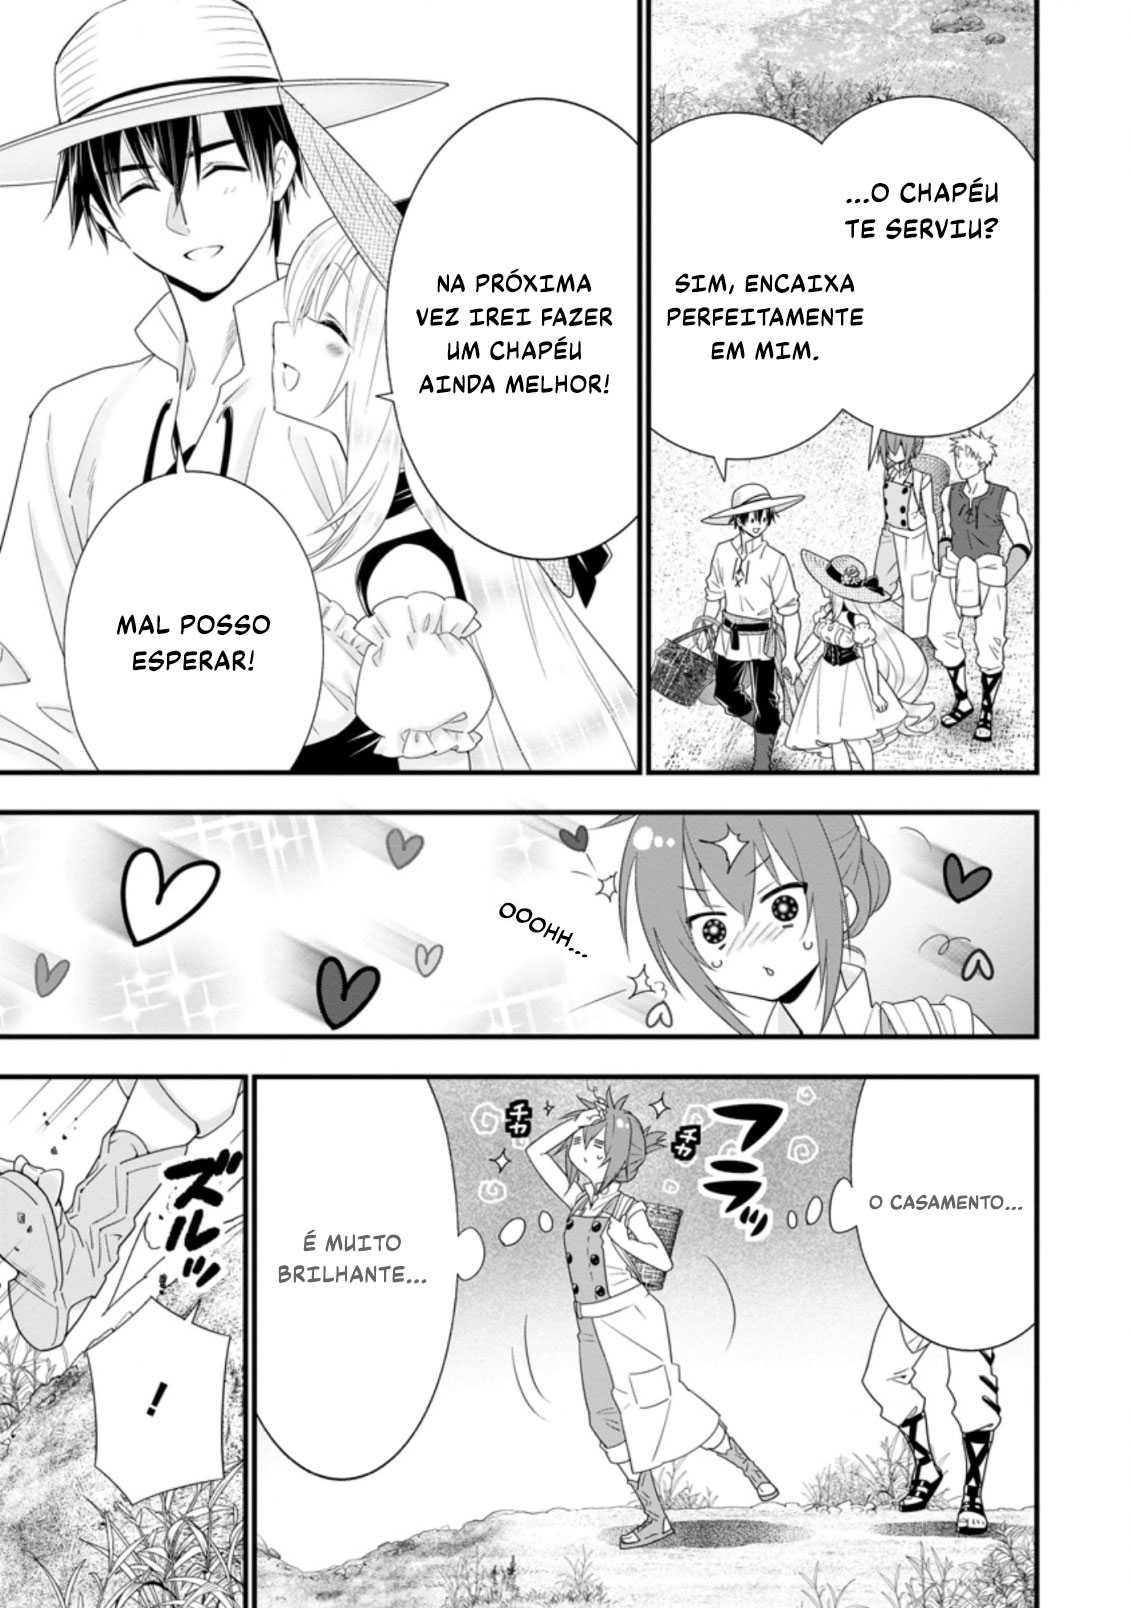 ...O CHAPÉU
TE SERVIU?
SIM, ENCAIXA
PERFEITAMENTE
EM MIM.
NA PRÓXIMA
VEZ IREI FAZER
UM CHAPÉU
AINDA MELHOR!
MAL POSSO
ESPERAR!
OOOHH...
O CASAMENTO...
フラッ
チカ
チカ
É MUITO
BRILHANTE...
ズルッ
!